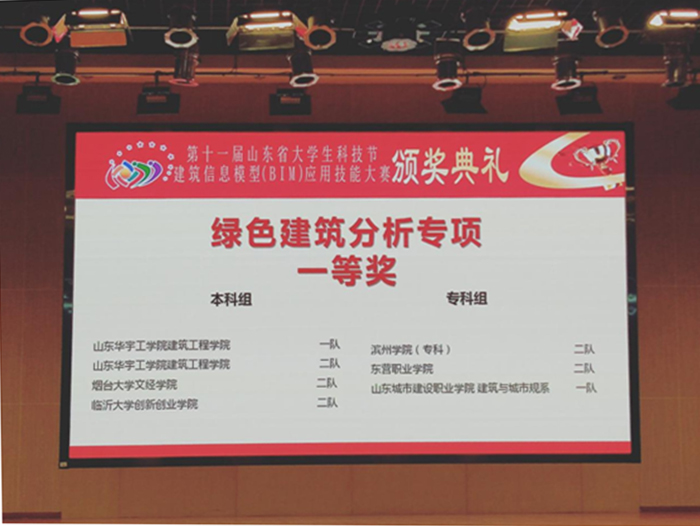 第十一届山东省大学生科技节
建筑信息模型(BIM)应用技能大赛
颁奖典礼
绿色建筑分析专项
一等奖
本科组
山东华宇工学院建筑工程学院 一队
山东华宇工学院建筑工程学院 二队
烟台大学文经学院 二队
临沂大学创新创业学院 二队
专科组
滨州学院（专科） 二队
东营职业学院 二队
山东城市建设职业学院 建筑与城市观系 一队